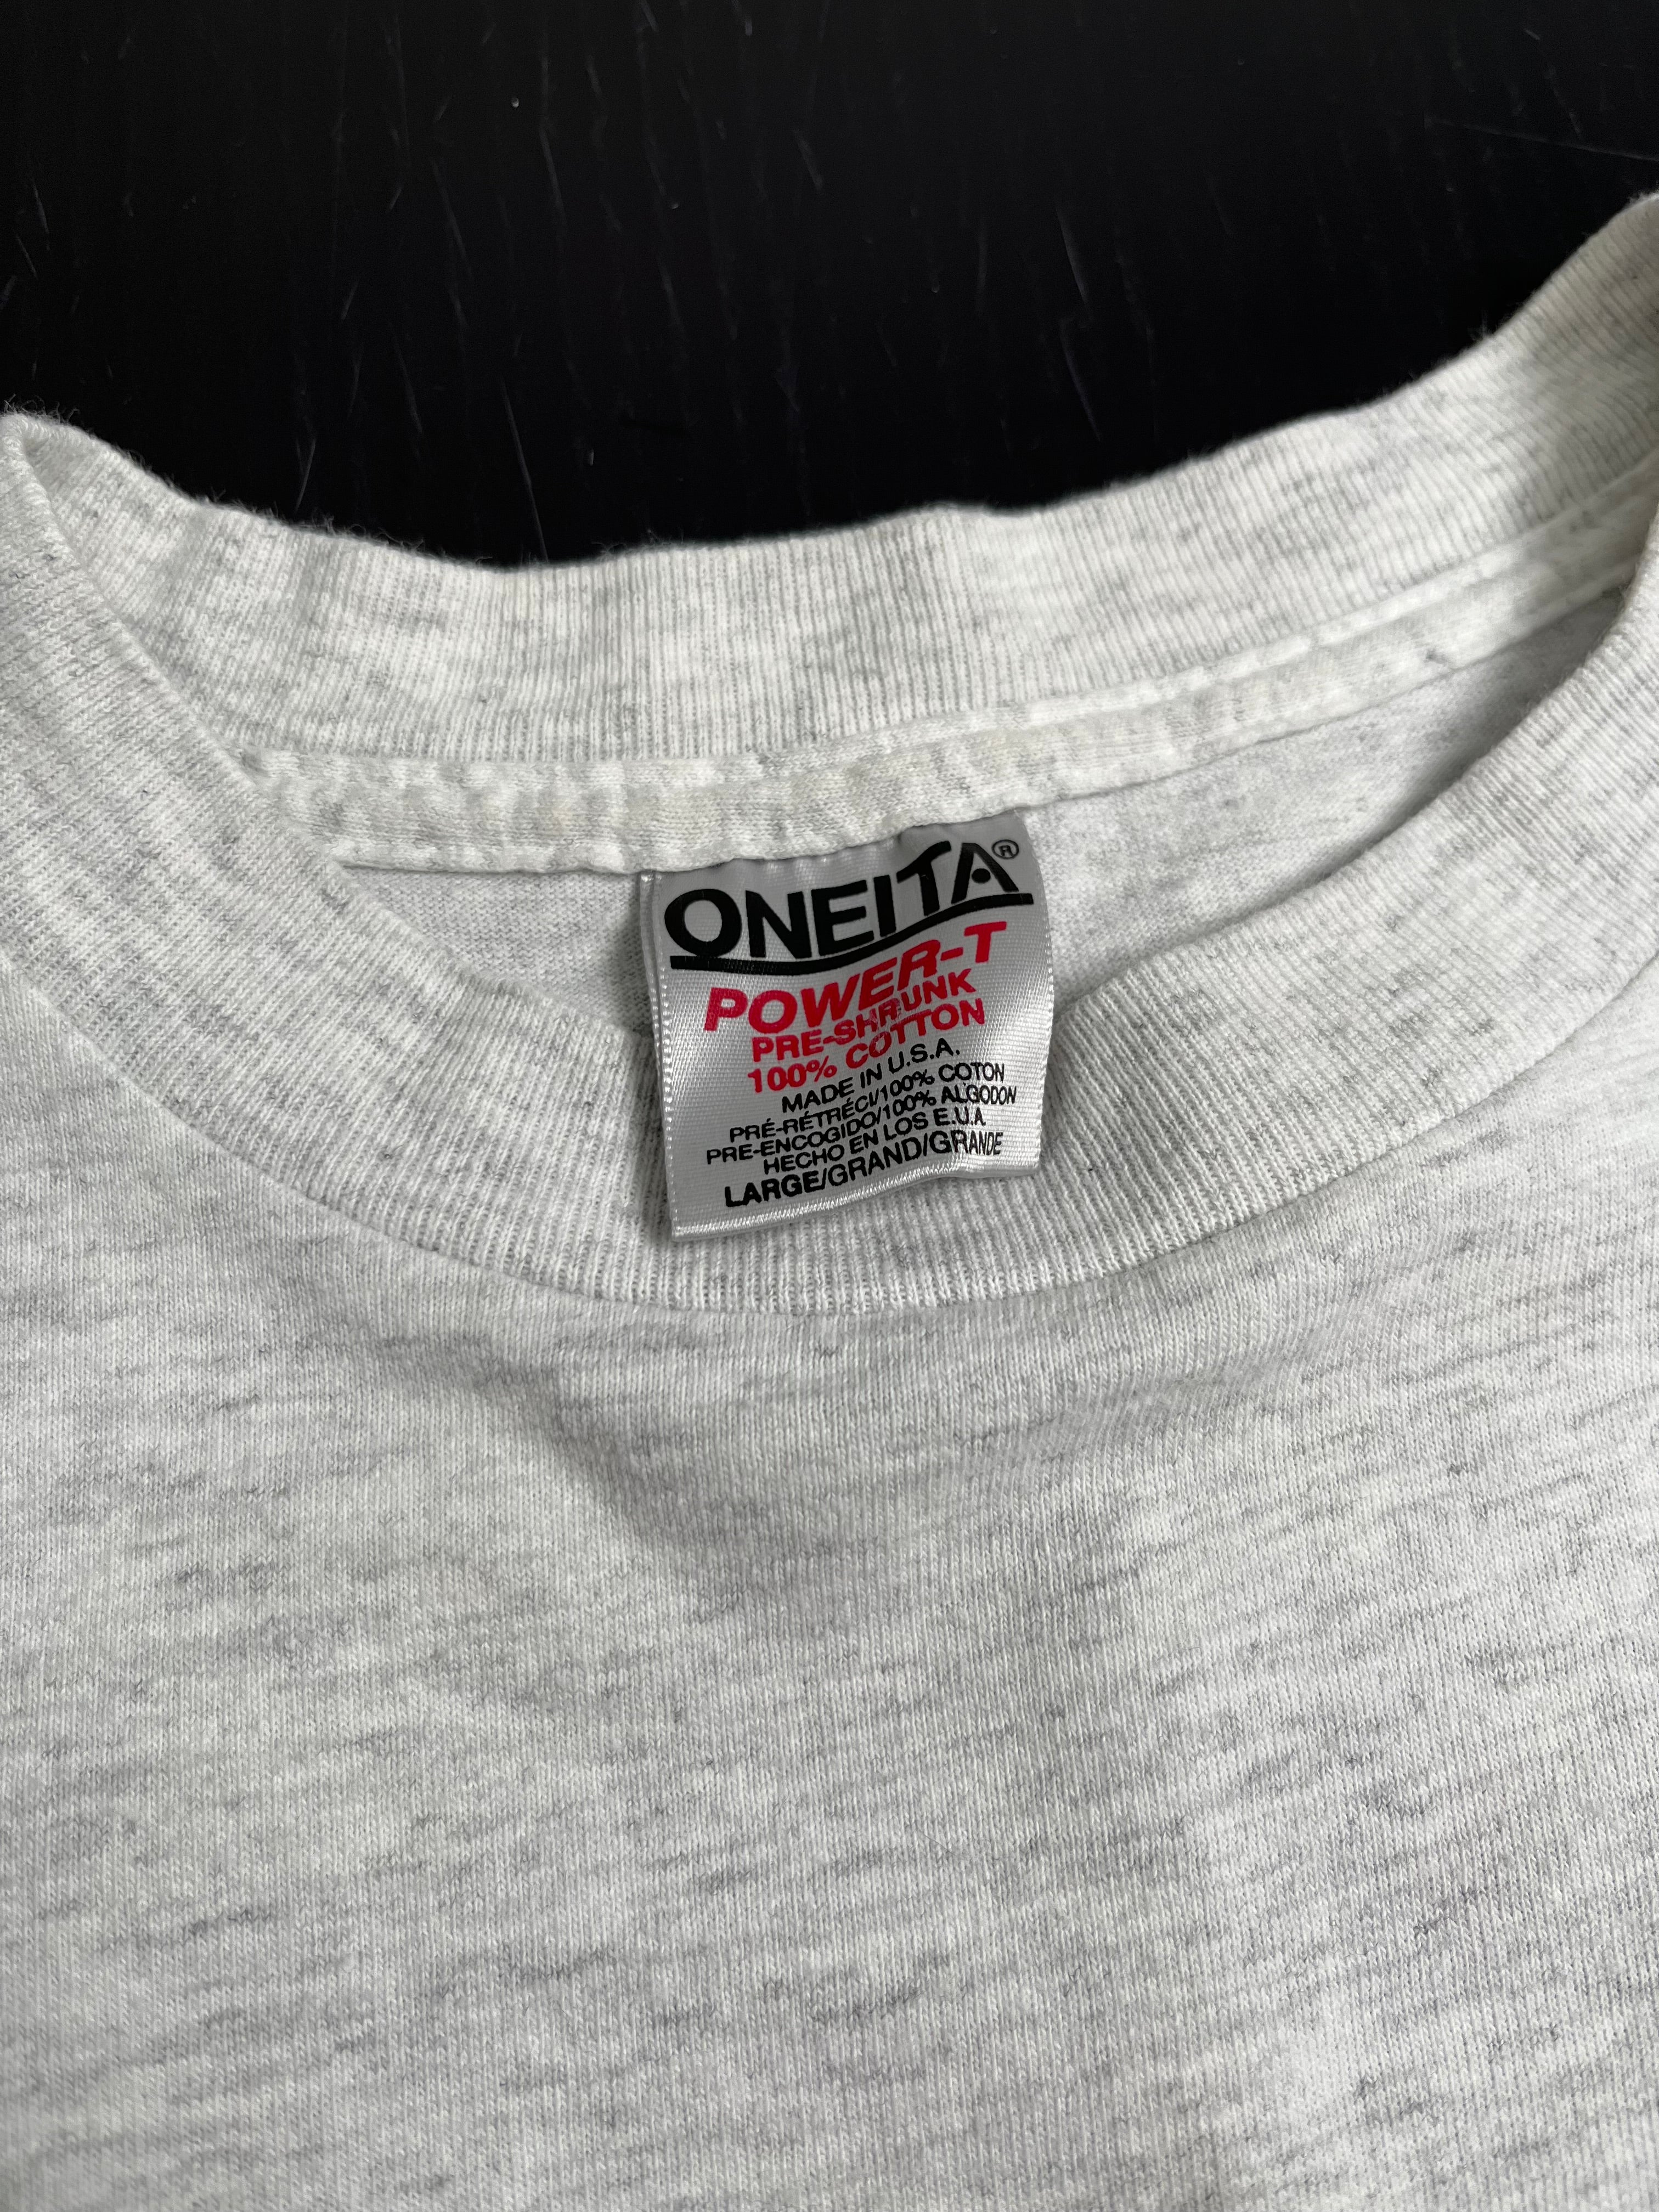 ONEITA®
POWER-T
PRE-SHRUNK
100% COTTON
MADE IN U.S.A.
PRÉ-RÉTRÉCI/100% COTON
PRE-ENCOGIDO/100% ALGODON
HECHO EN LOS E.U.A
LARGE/GRAND/GRANDE